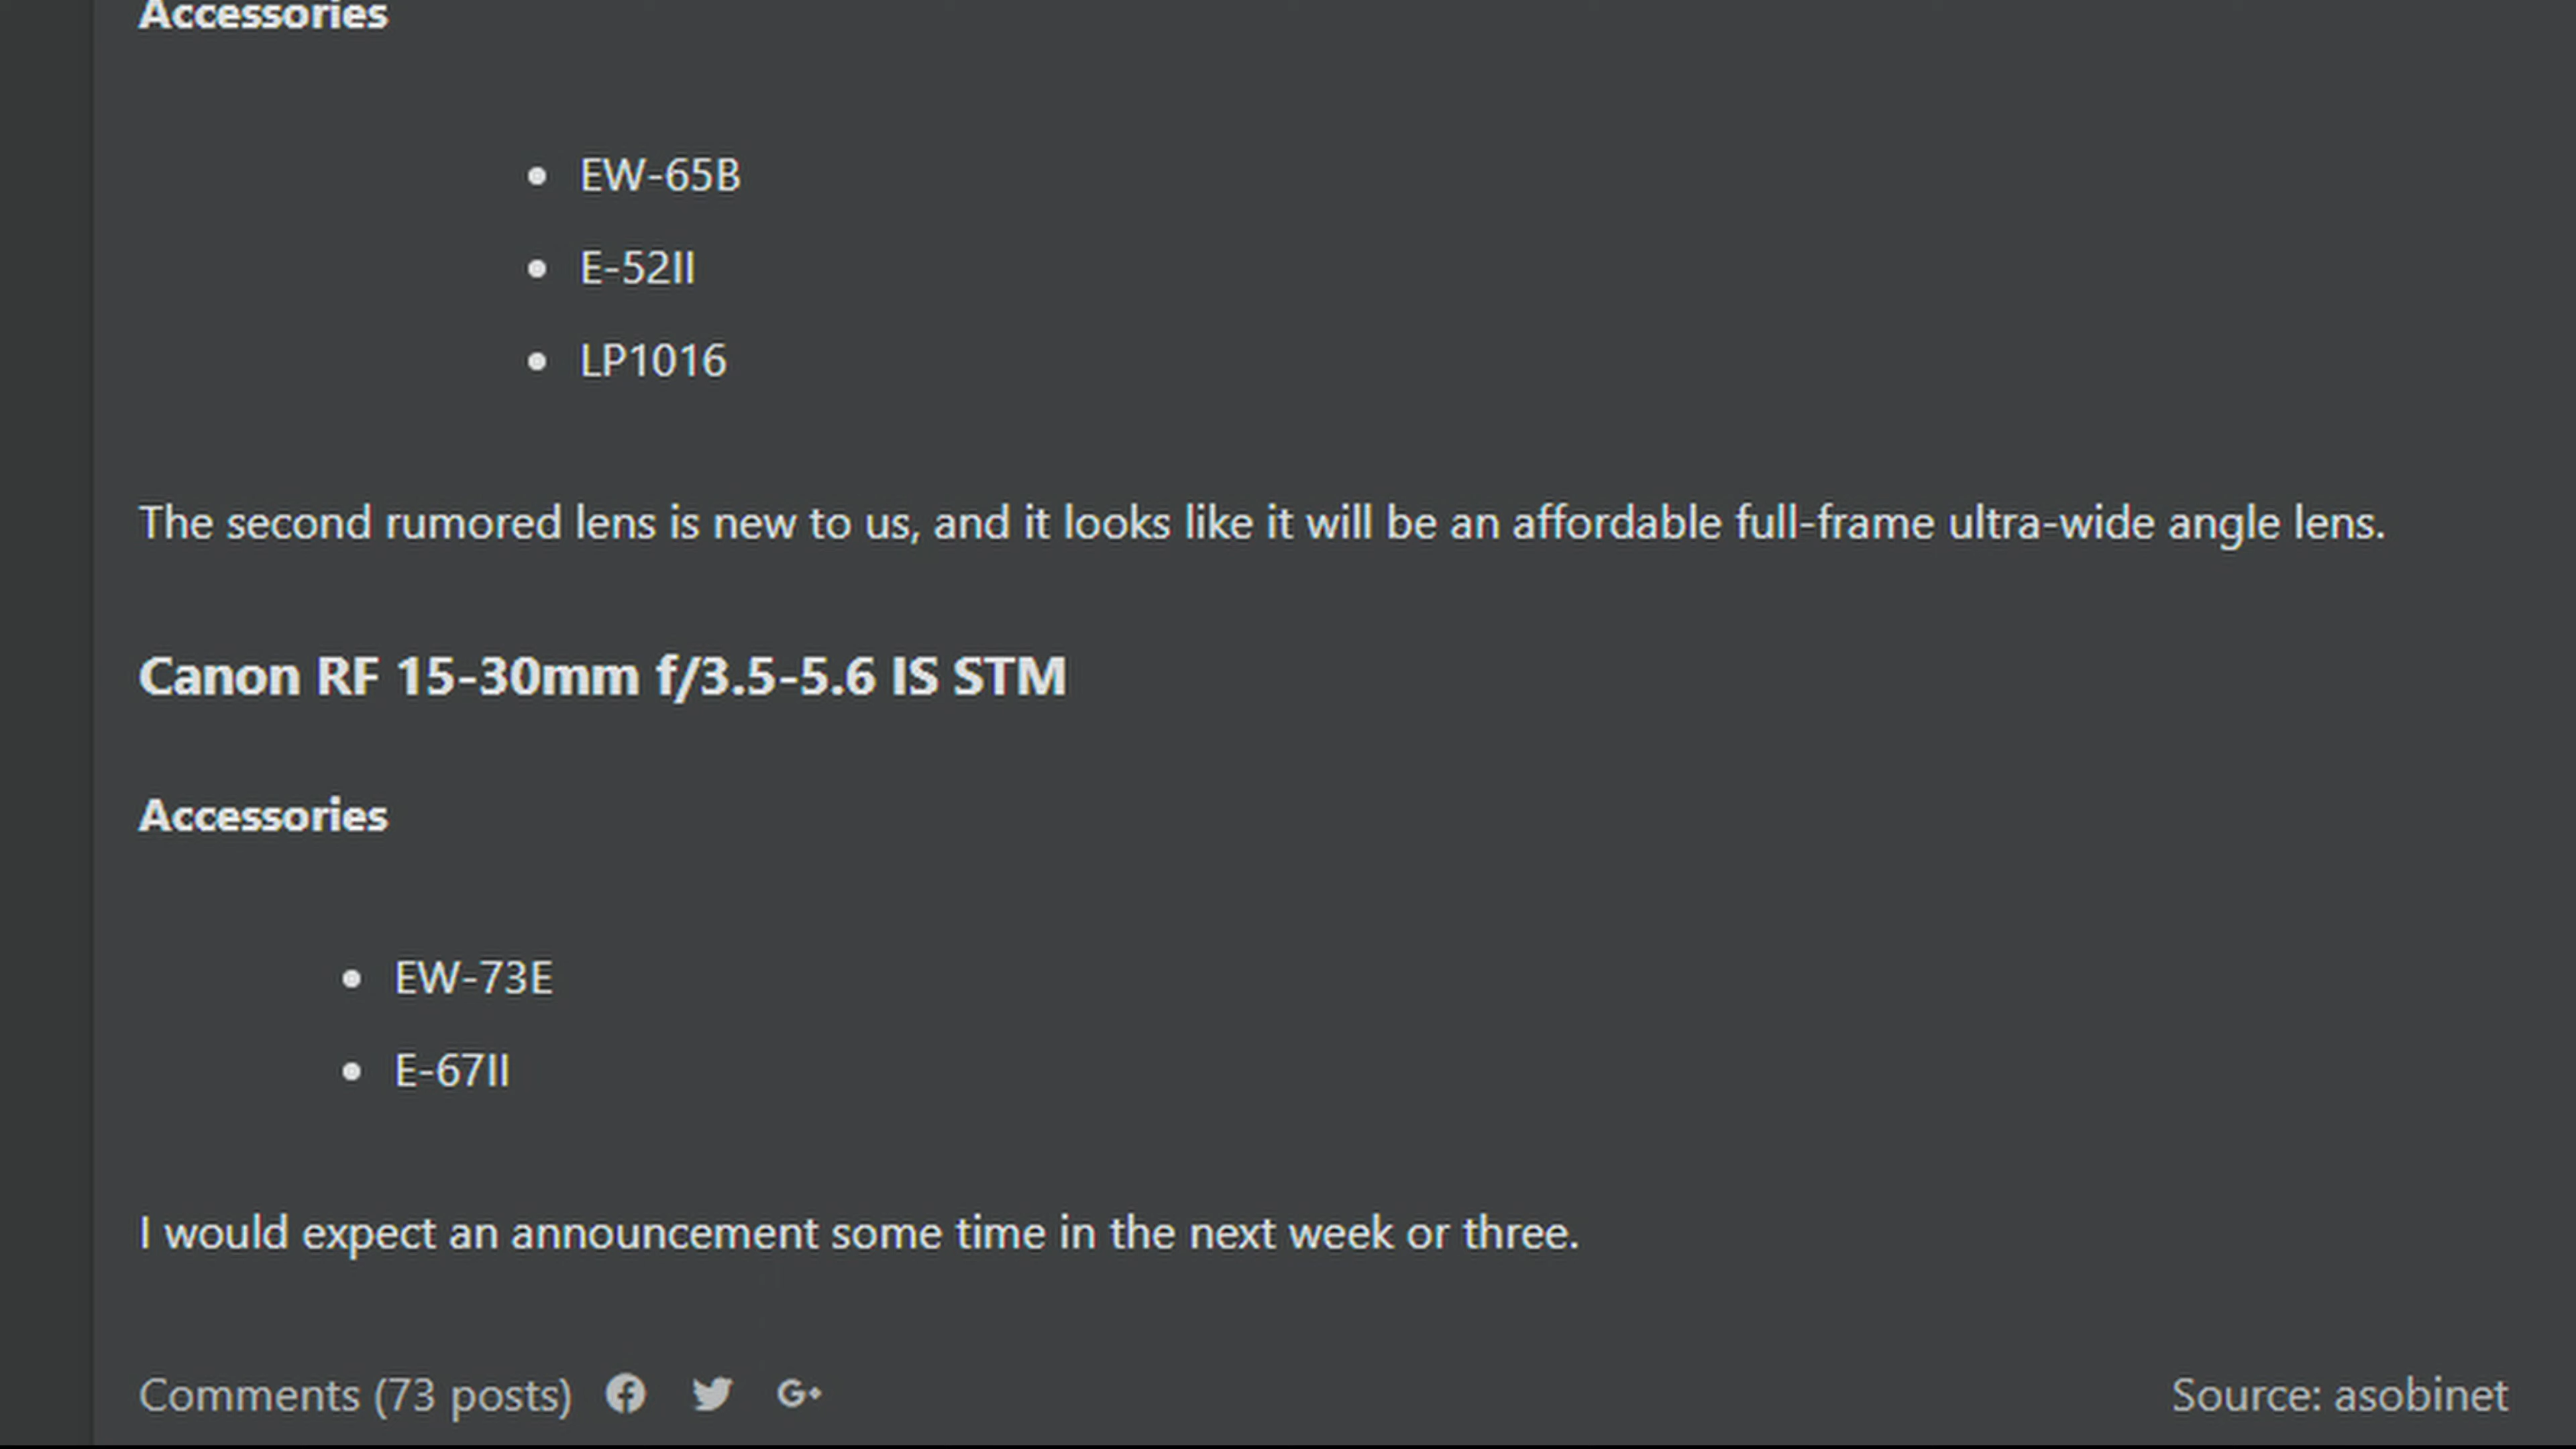 Accessories
EW-65B
E-52II
LP1016
The second rumored lens is new to us, and it looks like it will be an affordable full-frame ultra-wide angle lens.
Canon RF 15-30mm f/3.5-5.6 IS STM
Accessories
EW-73E
E-67II
I would expect an announcement some time in the next week or three.
Comments (73 posts) G+ Source: asobinet